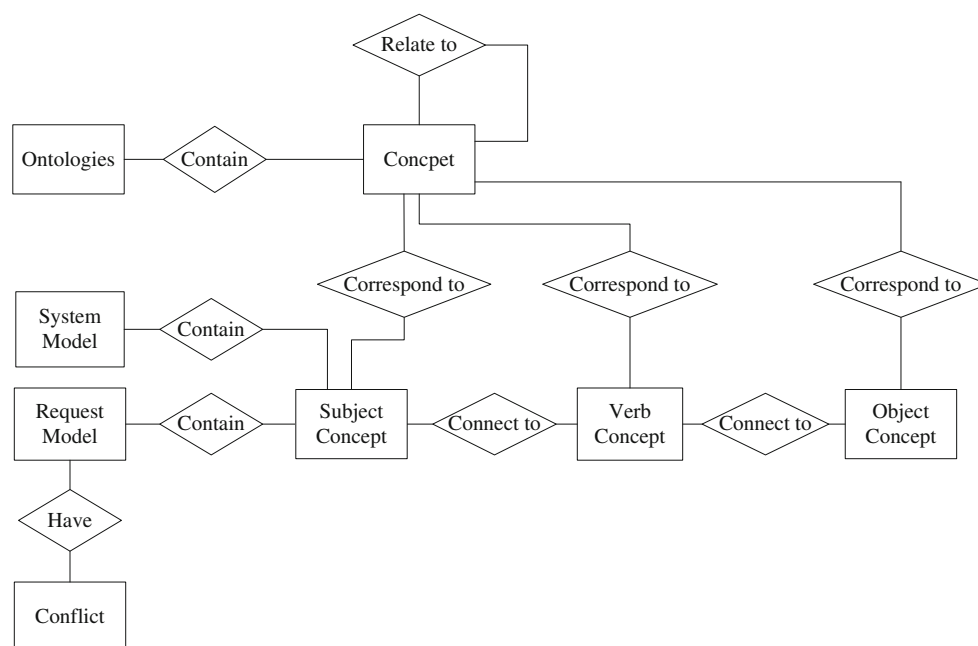 Relate to
Ontologies
Contain
Concpet
Correspond to
Correspond to
Correspond to
System
Model
Contain
Request
Model
Contain
Subject
Concept
Connect to
Verb
Concept
Connect to
Object
Concept
Have
Conflict